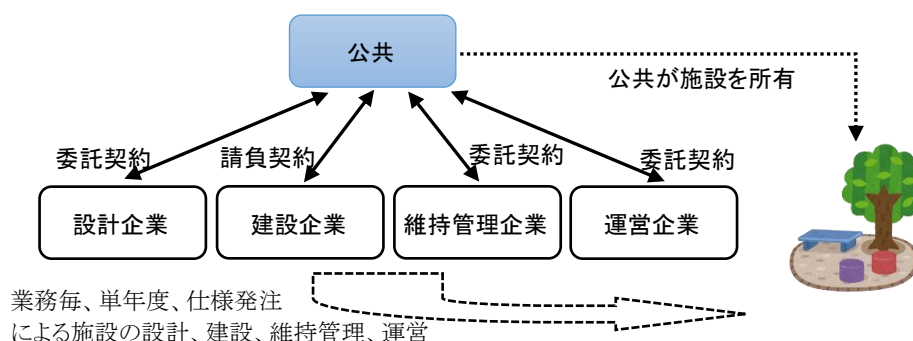 公共
公共が施設を所有
委託契約
請負契約
委託契約
委託契約
設計企業
建設企業
維持管理企業
運営企業
業務毎、単年度、仕様発注
による施設の設計、建設、維持管理、運営